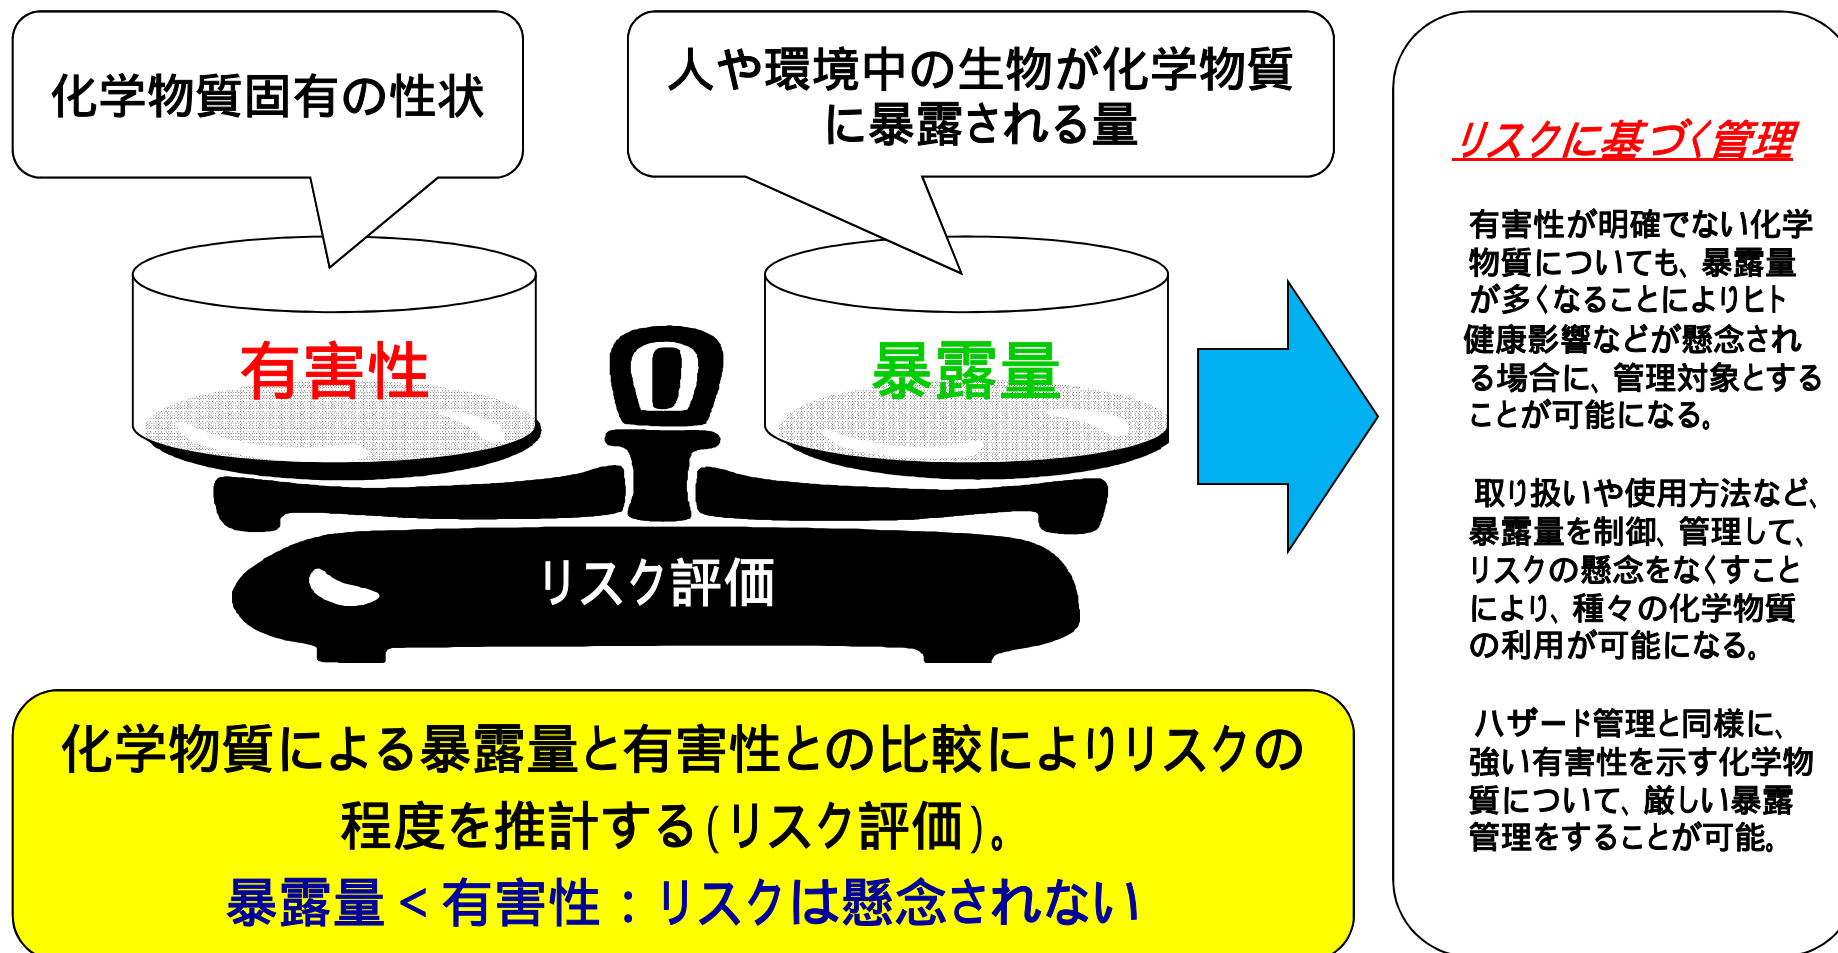 化学物質固有の性状
人や環境中の生物が化学物質
に暴露される量
有害性
暴露量
リスク評価
化学物質による暴露量と有害性との比較によりリスクの
程度を推計する(リスク評価)。
暴露量<有害性:リスクは懸念されない
リスクに基づく管理
有害性が明確でない化学
物質についても、暴露量
が多くなることによりヒト
健康影響などが懸念され
る場合に、管理対象とする
ことが可能になる。
取り扱いや使用方法など、
暴露量を制御、管理して、
リスクの懸念をなくすこと
により、種々の化学物質
の利用が可能になる。
ハザード管理と同様に、
強い有害性を示す化学物
質について、厳しい暴露
管理をすることが可能。